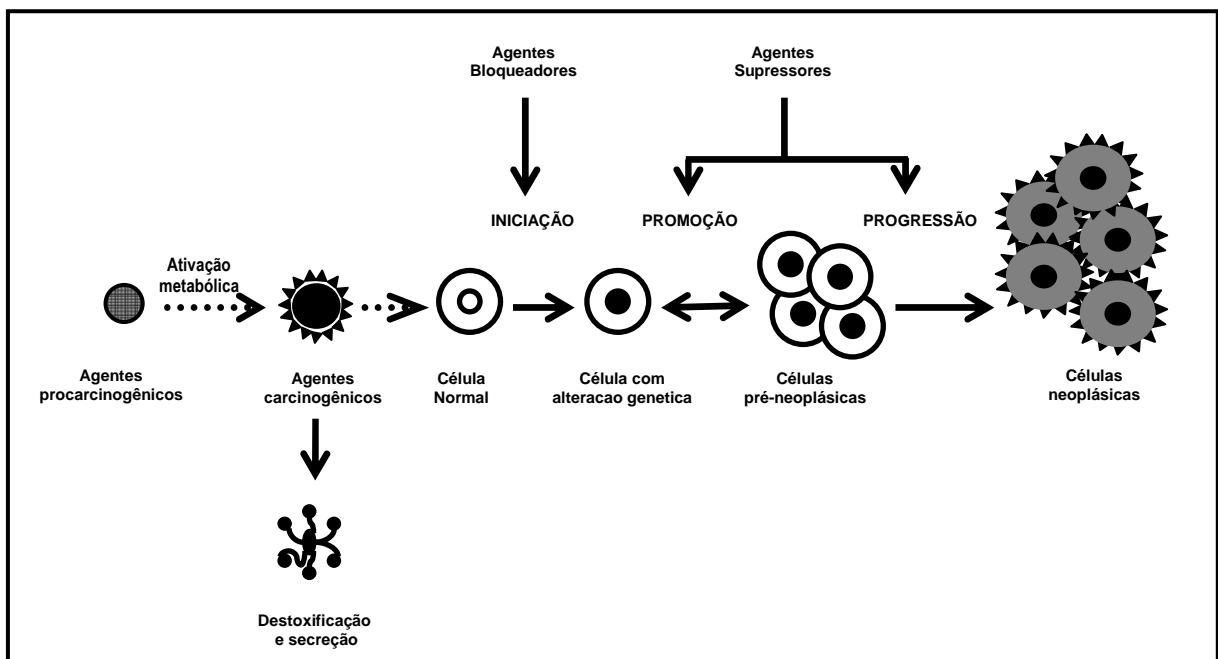 Agentes
Bloqueadores
Agentes
Supressores
INICIAÇÃO
PROMOÇÃO
PROGRESSÃO
Ativação
metabólica
Agentes
procarcinogênicos
Agentes
carcinogênicos
Célula
Normal
Célula com
alteracao genetica
Células
pré-neoplásicas
Células
neoplásicas
Destoxificação
e secreção